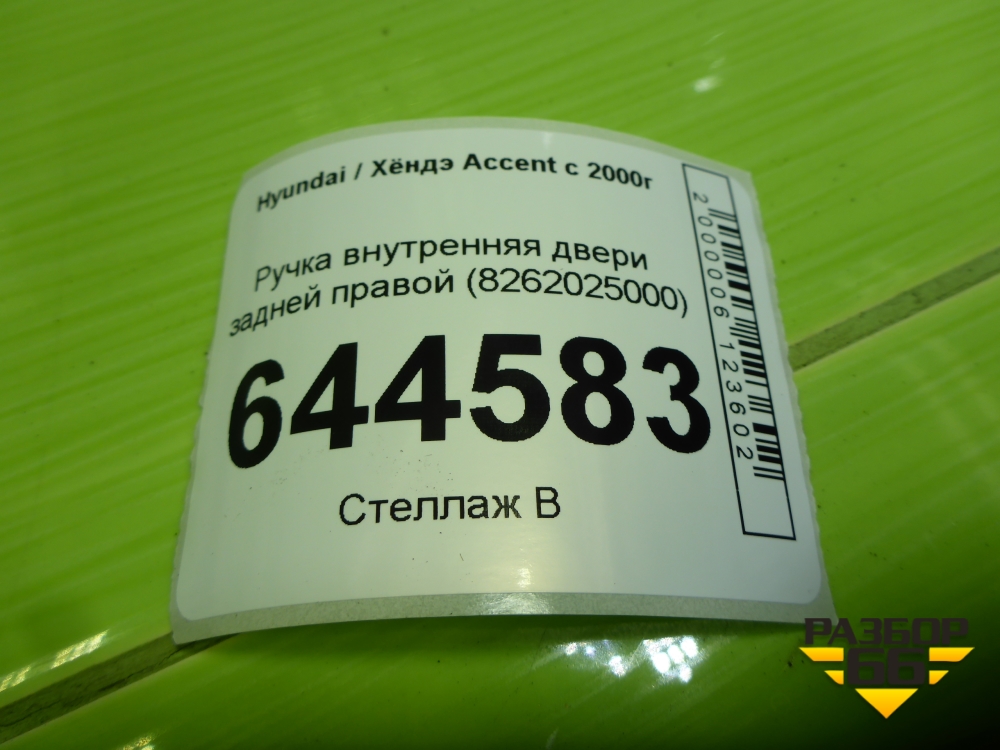 Hyundai / Хёндэ Accent с 2000г
Ручка внутренняя двери
задней правой (8262025000)
644583
Стеллаж В
2000006123602
РАЗБОР
66